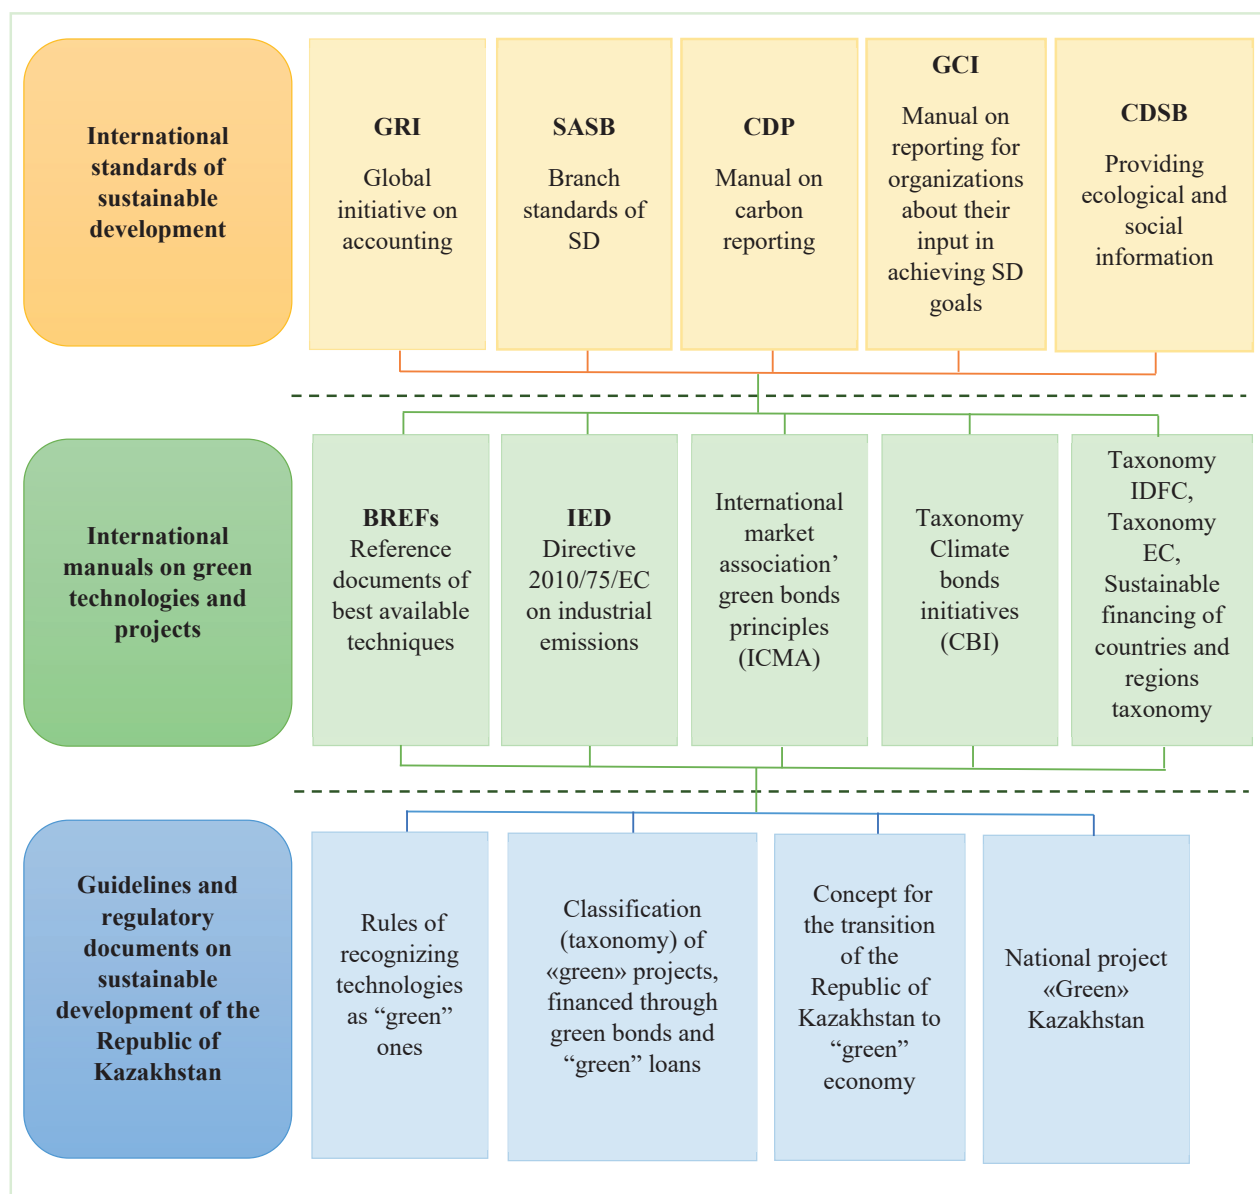 International
standards of
sustainable
development
GRI
Global
initiative on
accounting
SASB
Branch
standards of
SD
CDP
Manual on
carbon
reporting
GCI
Manual on
reporting for
organizations
about their
input in
achieving SD
goals
CDSB
Providing
ecological and
social
information
International
manuals on green
technologies and
projects
BREFs
Reference
documents of
best available
techniques
IED
Directive
2010/75/EC
on industrial
emissions
International
market
association’
green bonds
principles
(ICMA)
Taxonomy
Climate
bonds
initiatives
(CBI)
Taxonomy
IDFC,
Taxonomy
EC,
Sustainable
financing of
countries and
regions
taxonomy
Guidelines and
regulatory
documents on
sustainable
development of the
Republic of
Kazakhstan
Rules of
recognizing
technologies
as “green”
ones
Classification
(taxonomy) of
«green» projects,
financed through
green bonds and
“green” loans
Concept for
the transition
of the
Republic of
Kazakhstan to
“green”
economy
National project
«Green»
Kazakhstan